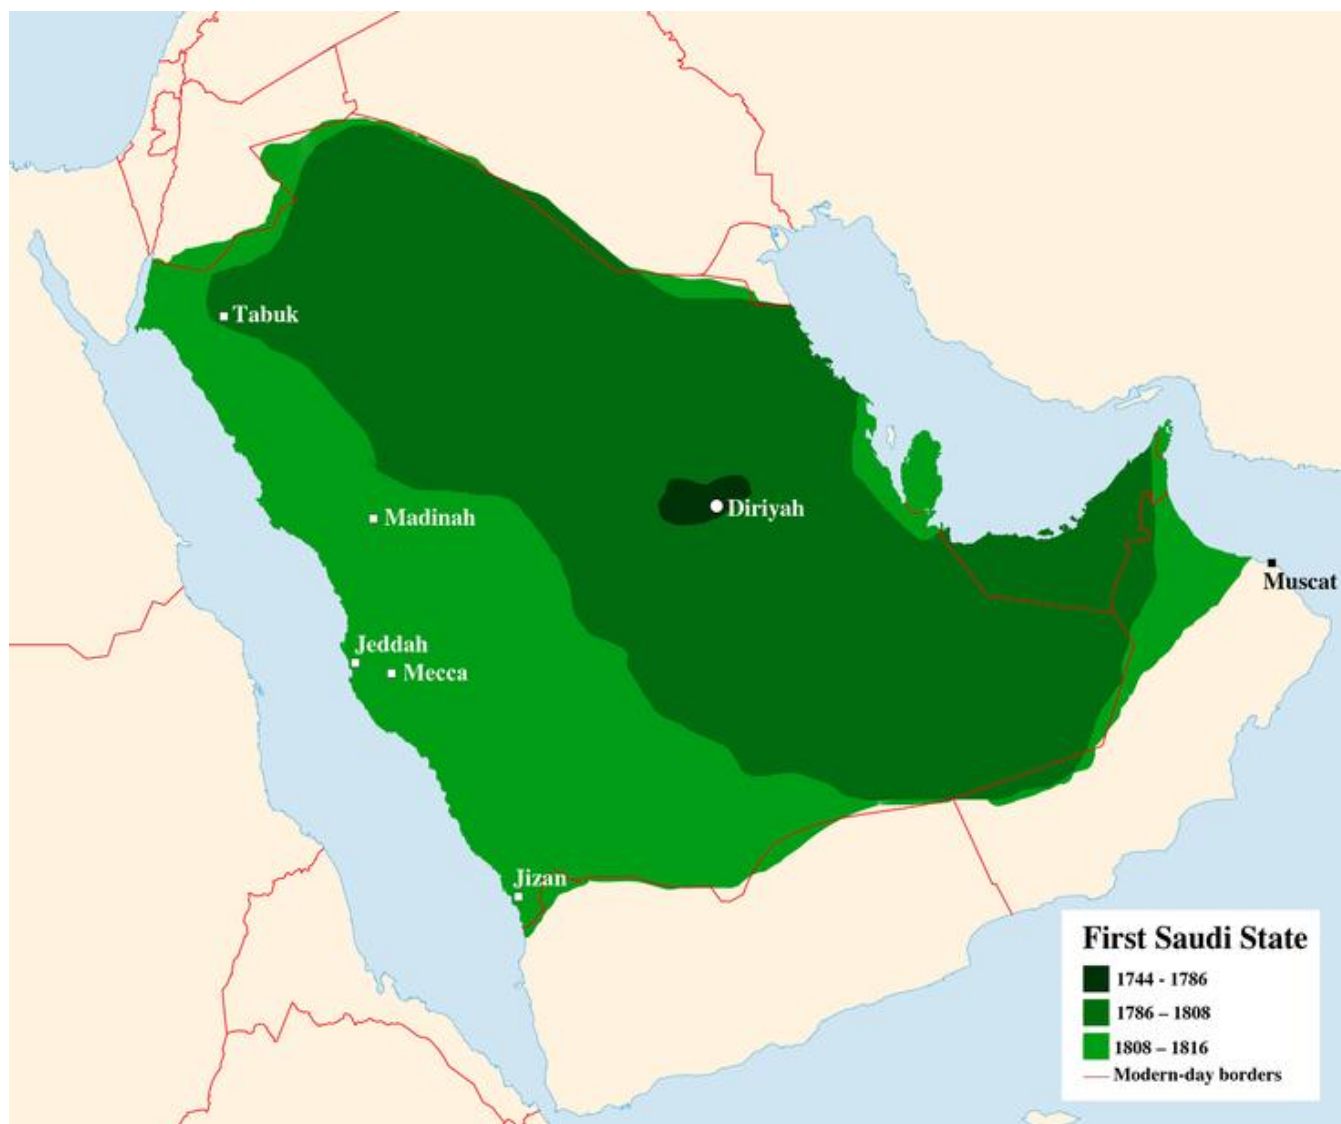 Tabuk
Diriyah
Madinah
Muscat
Jeddah
Mecca
Jizan
First Saudi State
1744 - 1786
1786 – 1808
1808 – 1816
Modern-day borders